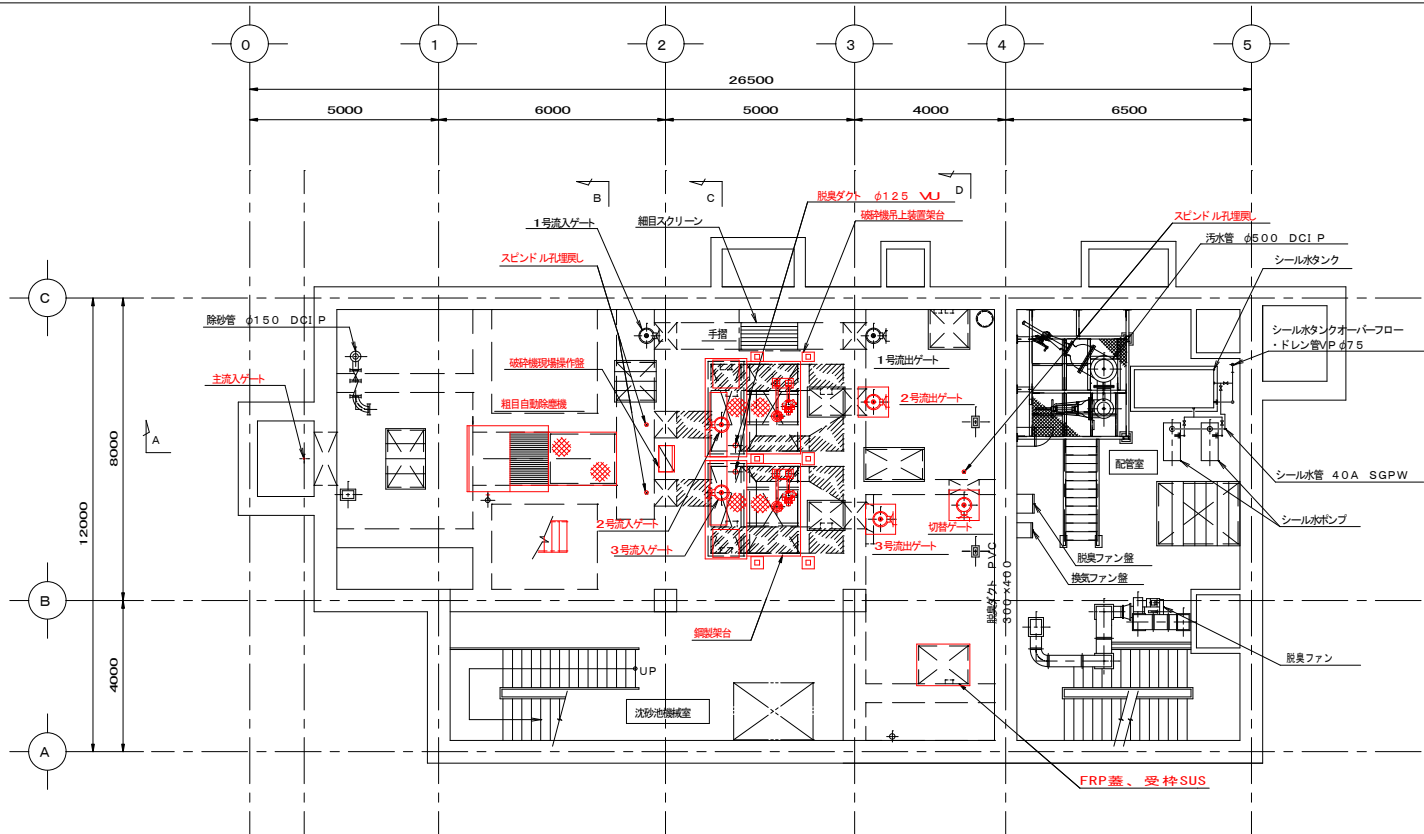 0
1
2
3
4
5
26500
5000
6000
5000
4000
6500
B
C
D
脱臭ダクト φ125 VU
破砕機吊上装置架台
スピンドル孔埋戻し
1号流入ゲート
細目スクリーン
汚水管 φ500 DCIP
スピンドル孔埋戻し
シール水タンク
C
除砂管 φ150 DCIP
手摺
シール水タンクオーバーフロー
・ドレン管VPφ75
1号流出ゲート
破砕機現場操作盤
主流入ゲート
粗目自動除塵機
2号流出ゲート
A
8000
12000
配管室
シール水管 40A SGPW
2号流入ゲート
切替ゲート
シール水ポンプ
3号流入ゲート
3号流出ゲート
脱臭ファン盤
換気ファン盤
脱臭ダクト PVC
300×400
B
鋼製架台
脱臭ファン
4000
UP
沈砂池機械室
A
FRP蓋、受枠SUS